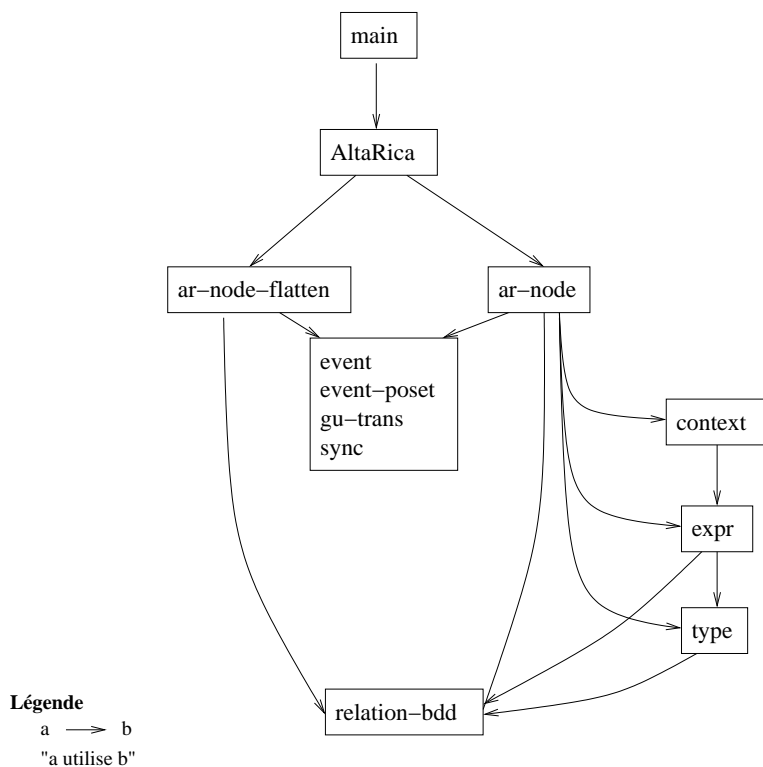 main
AltaRica
ar−node−flatten
ar−node
event
event−poset
gu−trans
sync
context
expr
type
relation−bdd
Légende
a b
"a utilise b"